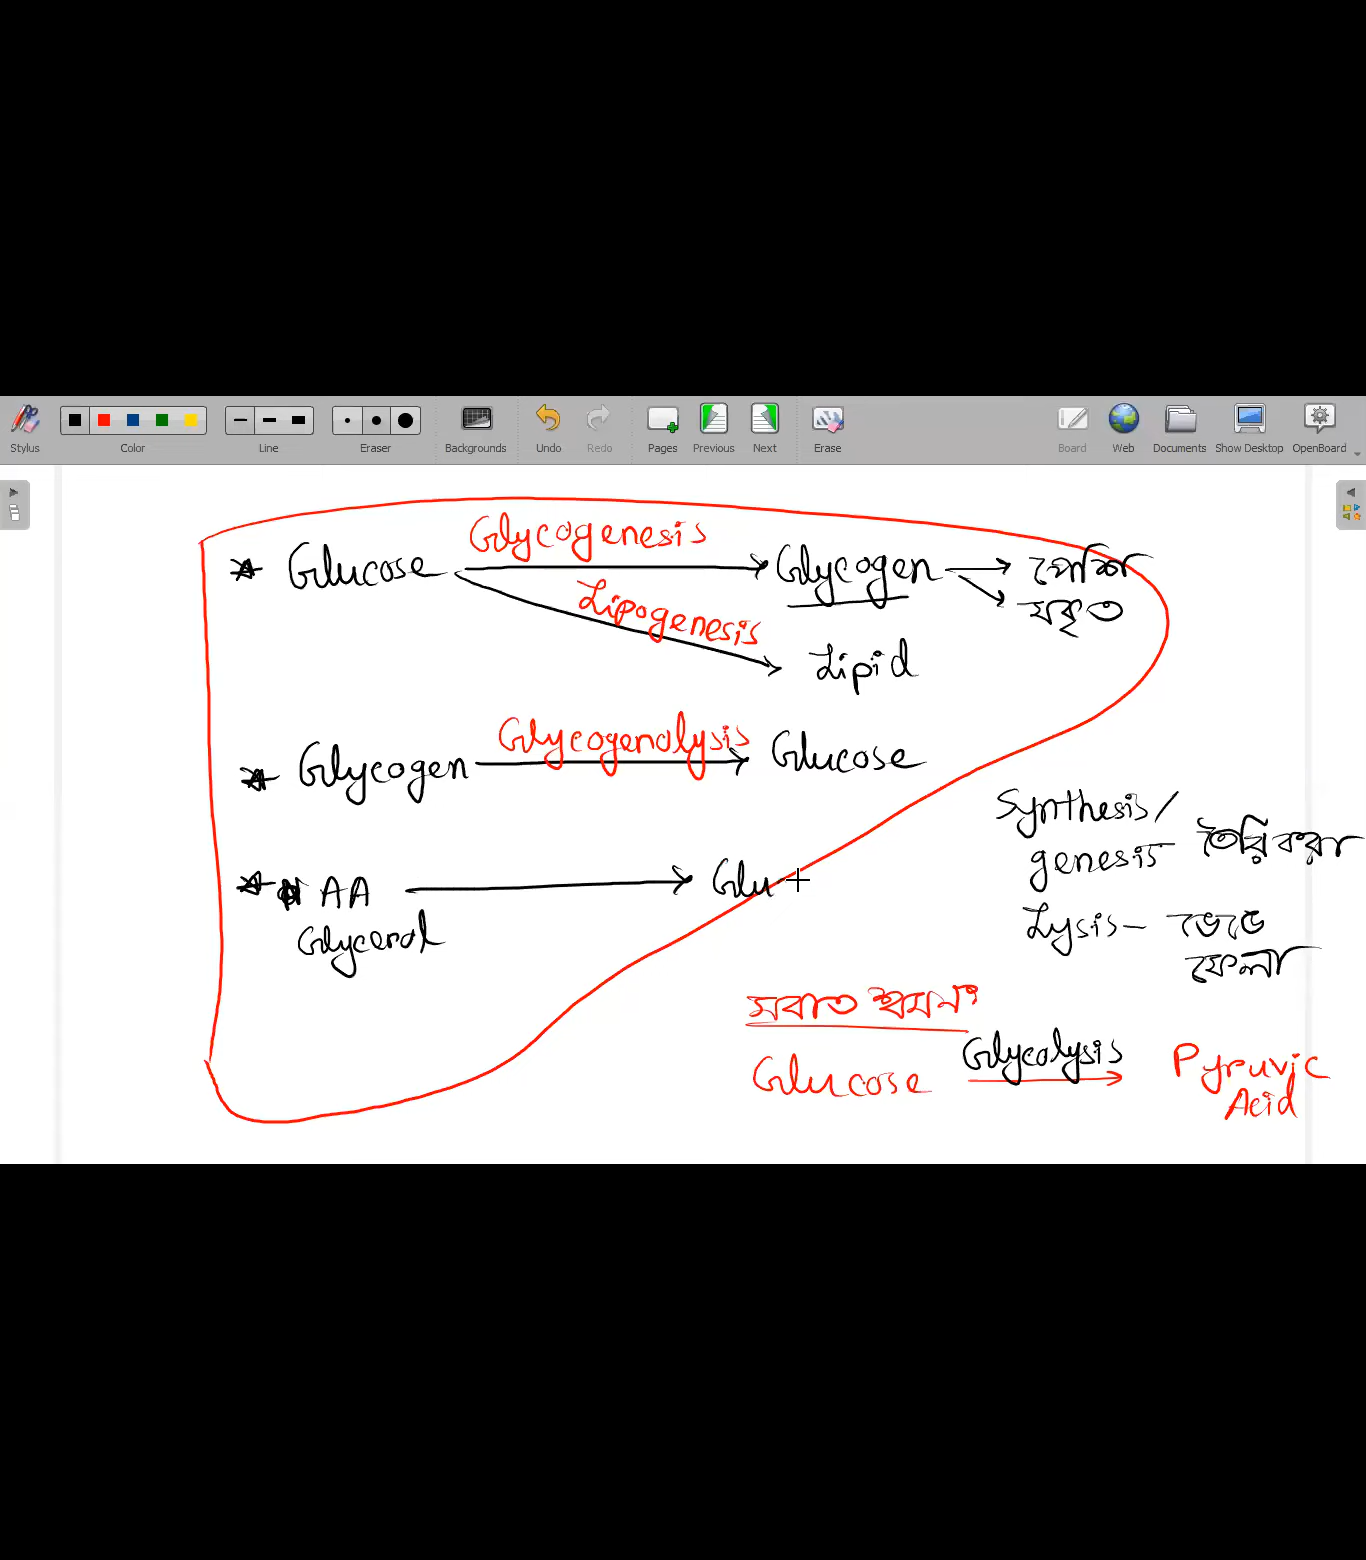 Stylus
Color
Line
Eraser
Backgrounds
Undo
Redo
Pages
Previous
Next
Erase
Board
Web
Documents
Show Desktop
OpenBoard
Glucose Glycogenesis Glycogen পেশি
যকৃত
Lipogenesis
Lipid
Glycogen Glycogenolysis Glucose
AA Glu
Glycerol
Synthesis/
genesis তৈরি করা
Lysis - ভেঙে
ফেলা
সবাত শ্বসনঃ
Glucose Glycolysis Pyruvic
Acid